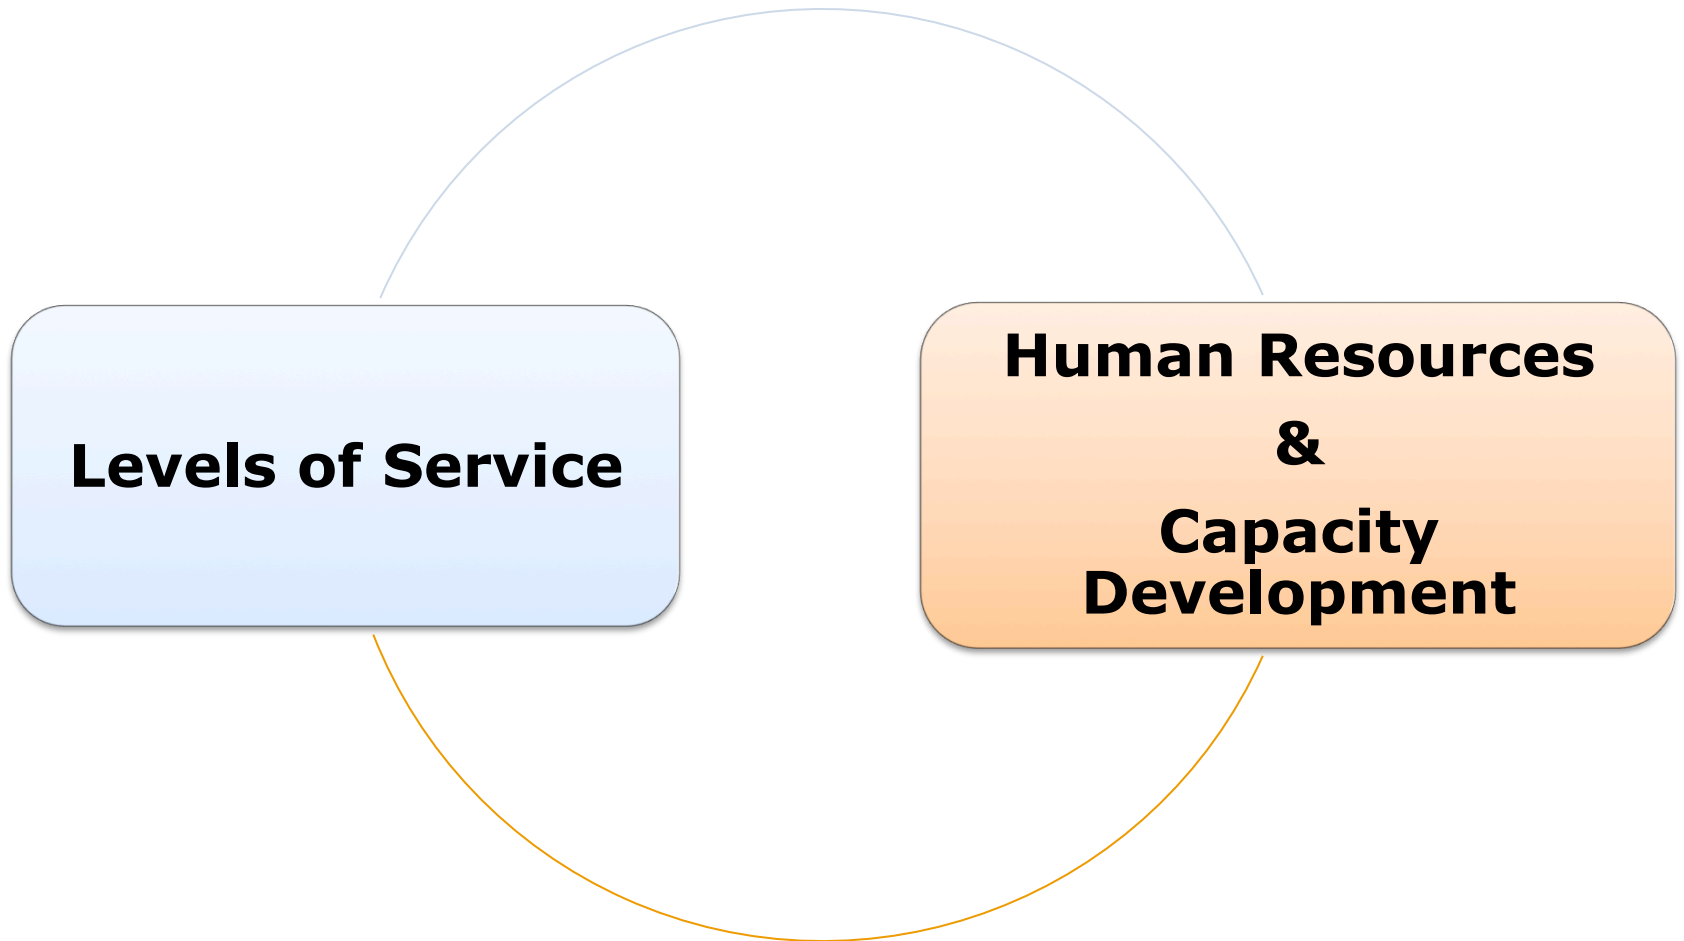 Levels of Service
Human Resources
&
Capacity
Development